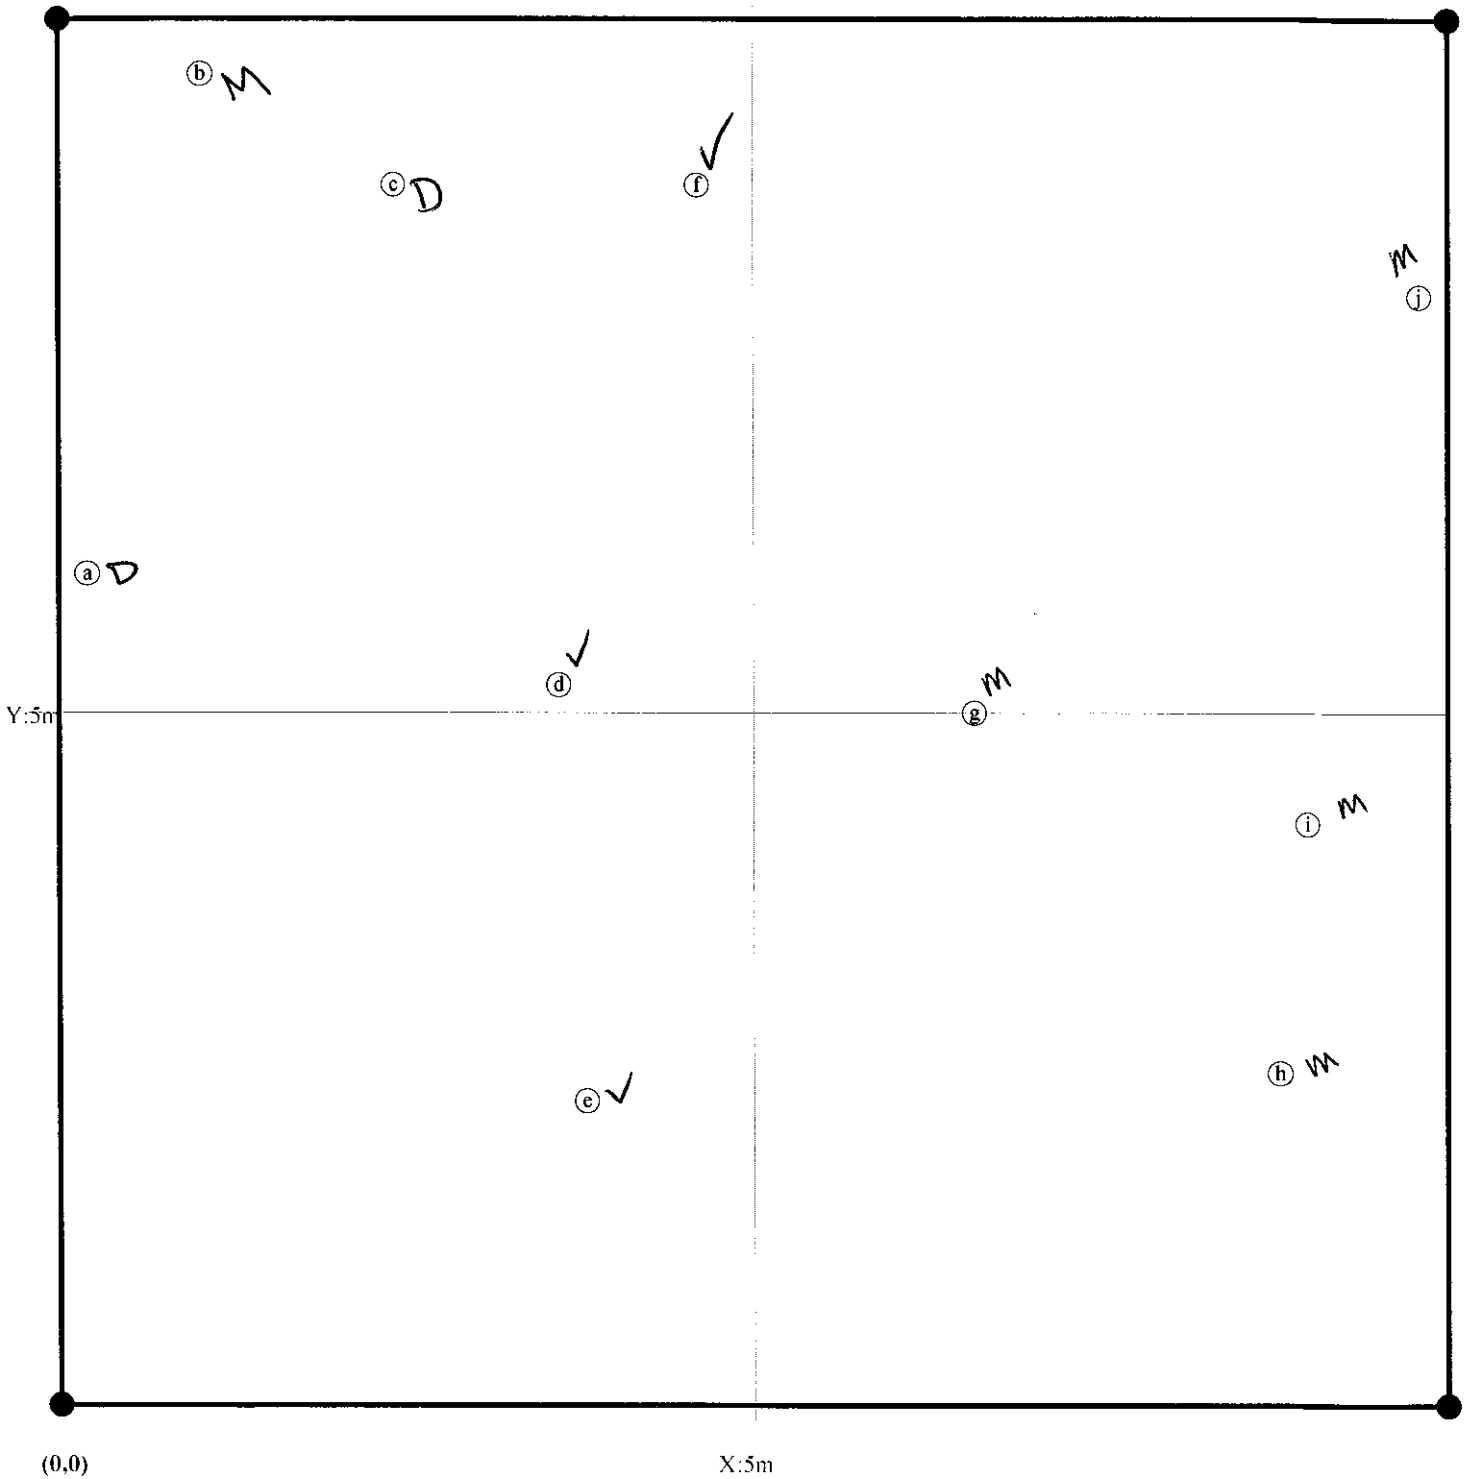 ⓑ M
ⓒ D
ⓕ ✓
M
ⓙ
ⓐ D
ⓓ ✓
ⓖ M
Y:5m
ⓘ M
ⓗ M
ⓔ ✓
(0,0)
X:5m